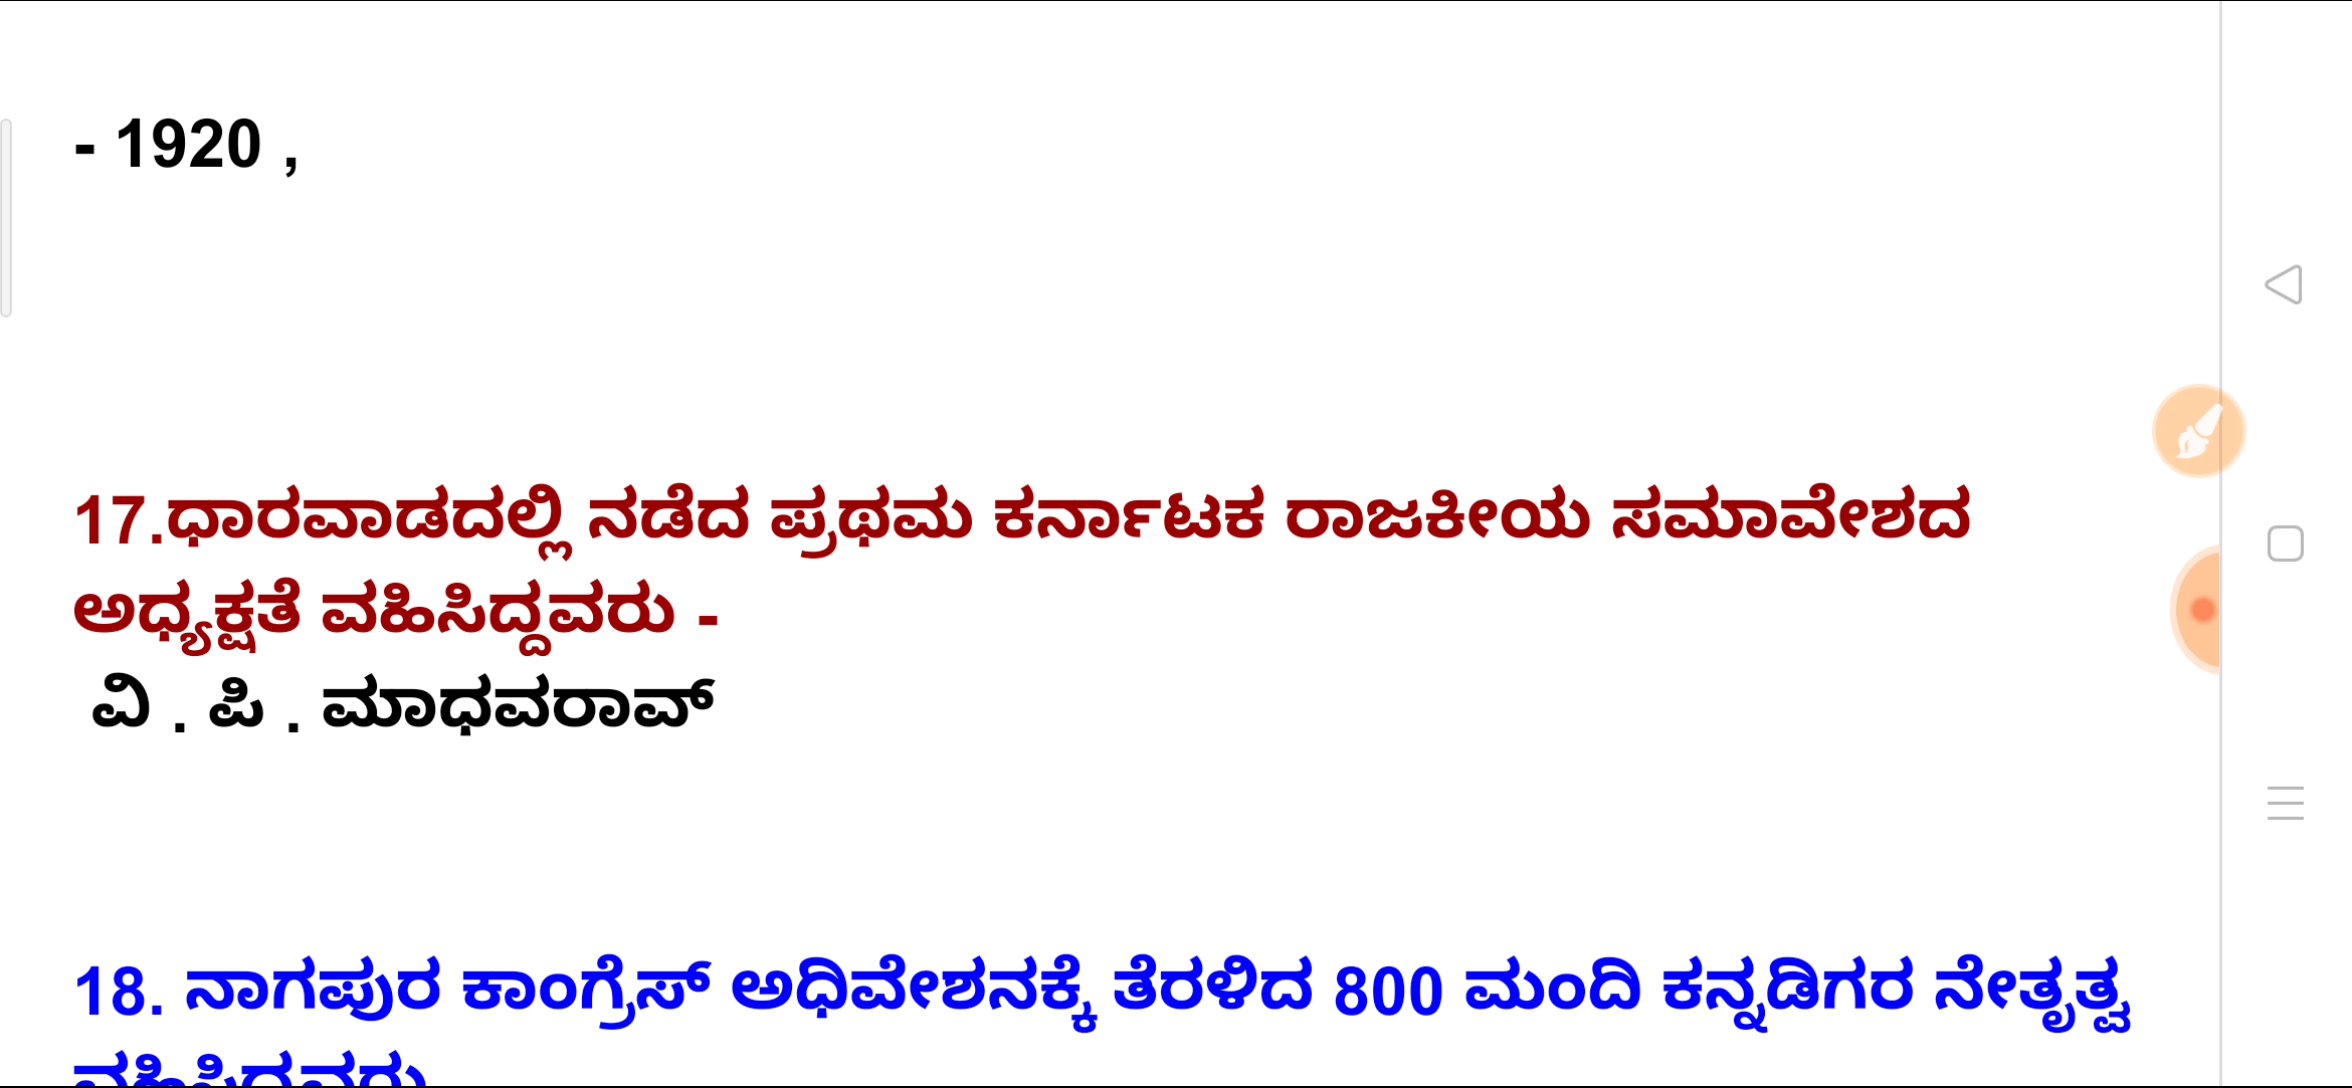 - 1920 ,
17.ಧಾರವಾಡದಲ್ಲಿ ನಡೆದ ಪ್ರಥಮ ಕರ್ನಾಟಕ ರಾಜಕೀಯ ಸಮಾವೇಶದ
ಅಧ್ಯಕ್ಷತೆ ವಹಿಸಿದ್ದವರು -
ವಿ . ಪಿ . ಮಾಧವರಾವ್
18. ನಾಗಪುರ ಕಾಂಗ್ರೆಸ್ ಅಧಿವೇಶನಕ್ಕೆ ತೆರಳಿದ 800 ಮಂದಿ ಕನ್ನಡಿಗರ ನೇತೃತ್ವ